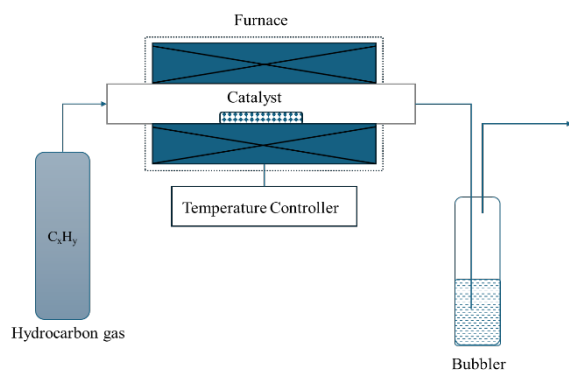 Furnace
Catalyst
Temperature Controller
CxHy
Hydrocarbon gas
Bubbler